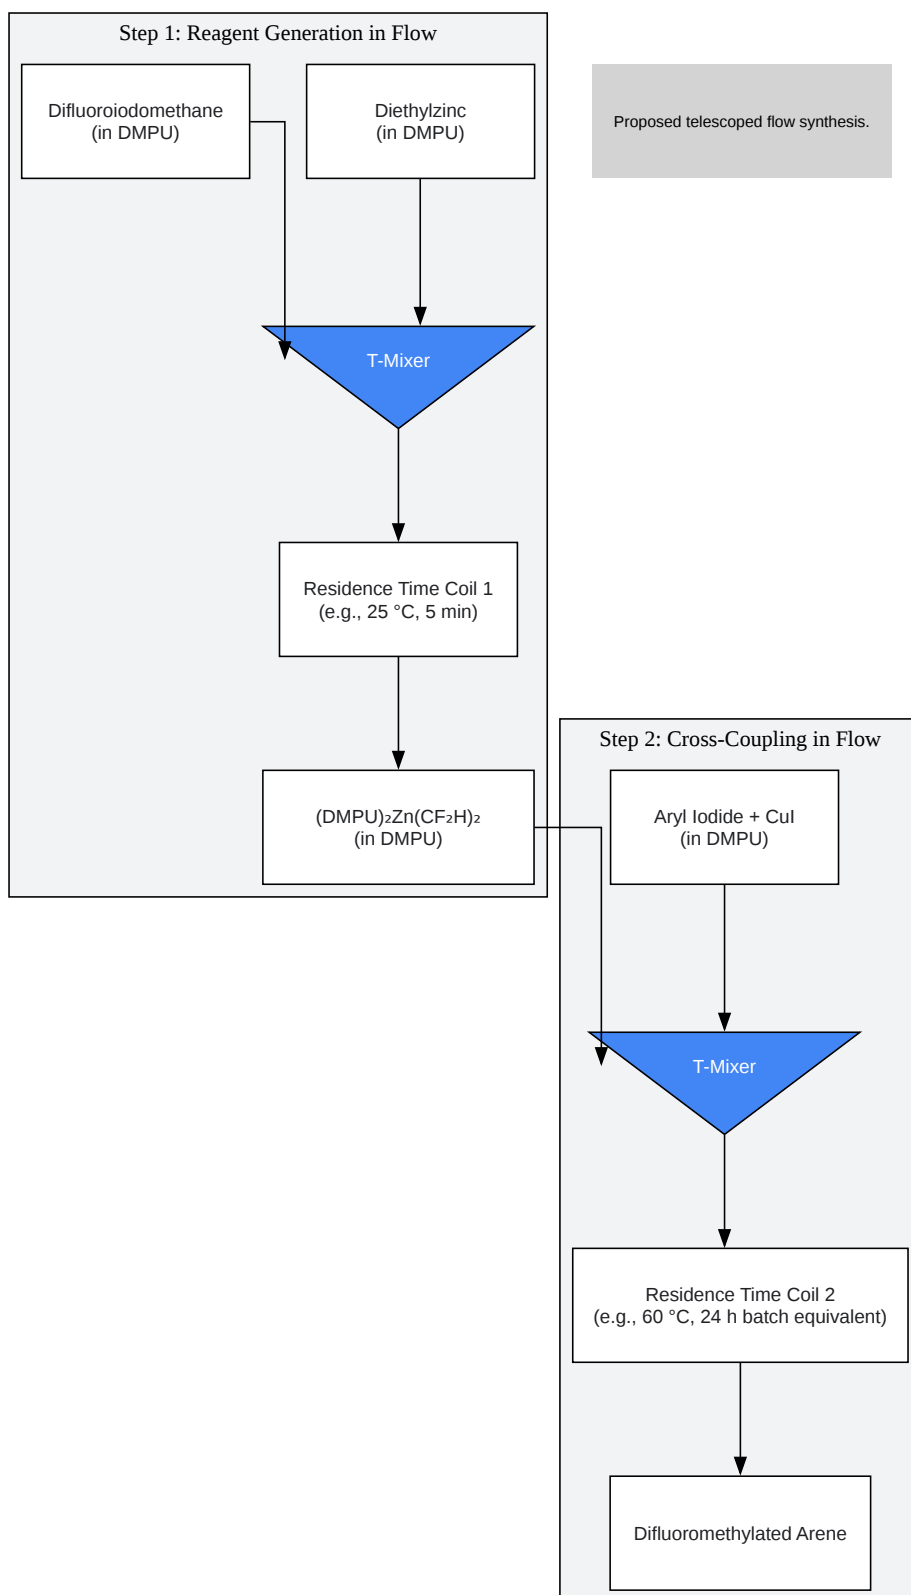 Step 1: Reagent Generation in Flow
Difluoroiodomethane
(in DMPU)
Diethylzinc
(in DMPU)
Proposed telescoped flow synthesis.
T-Mixer
Residence Time Coil 1
(e.g., 25 °C, 5 min)
(DMPU)₂Zn(CF₂H)₂
(in DMPU)
Step 2: Cross-Coupling in Flow
Aryl Iodide + CuI
(in DMPU)
T-Mixer
Residence Time Coil 2
(e.g., 60 °C, 24 h batch equivalent)
Difluoromethylated Arene